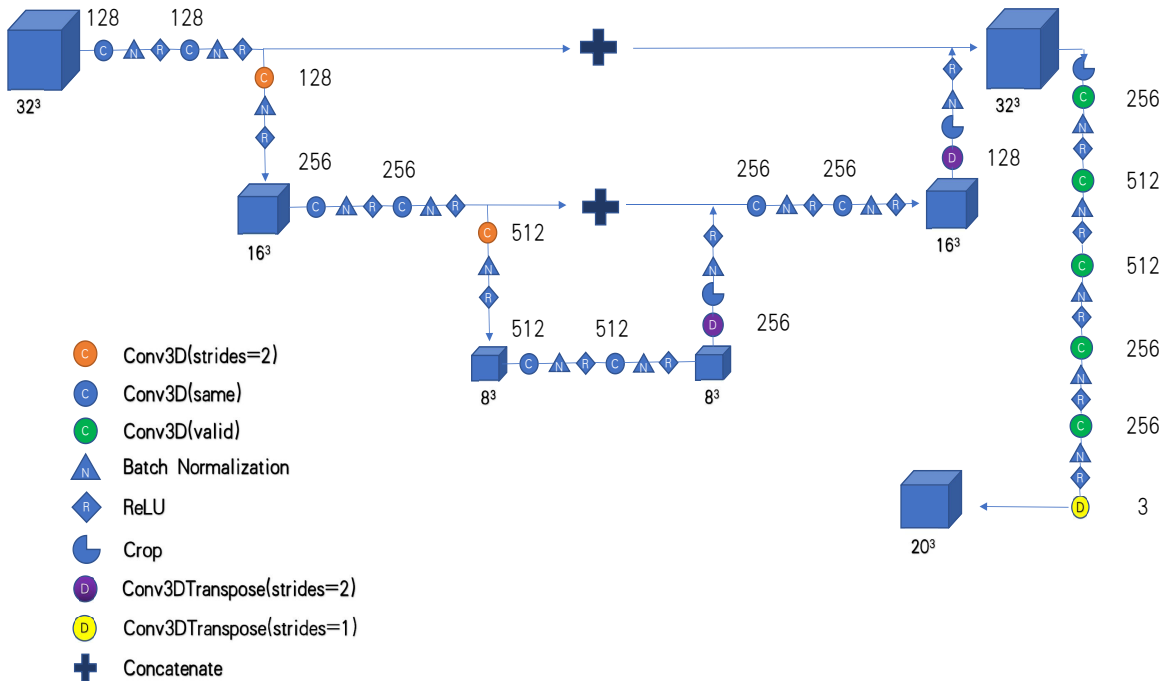 128 128
C N R C N R
32³
C 128
N
R
256 256
16³
C N R C N R
C 512
N
R
512 512
8³
C N R C N R
8³
D 256
N
R
256 256
C N R C N R
16³
D 128
N
R
32³
C 256
N
R
C 512
N
R
C 512
N
R
C 256
N
R
C 256
N
R
D 3
20³
C Conv3D(strides=2)
C Conv3D(same)
C Conv3D(valid)
N Batch Normalization
R ReLU
Crop
D Conv3DTranspose(strides=2)
D Conv3DTranspose(strides=1)
Concatenate